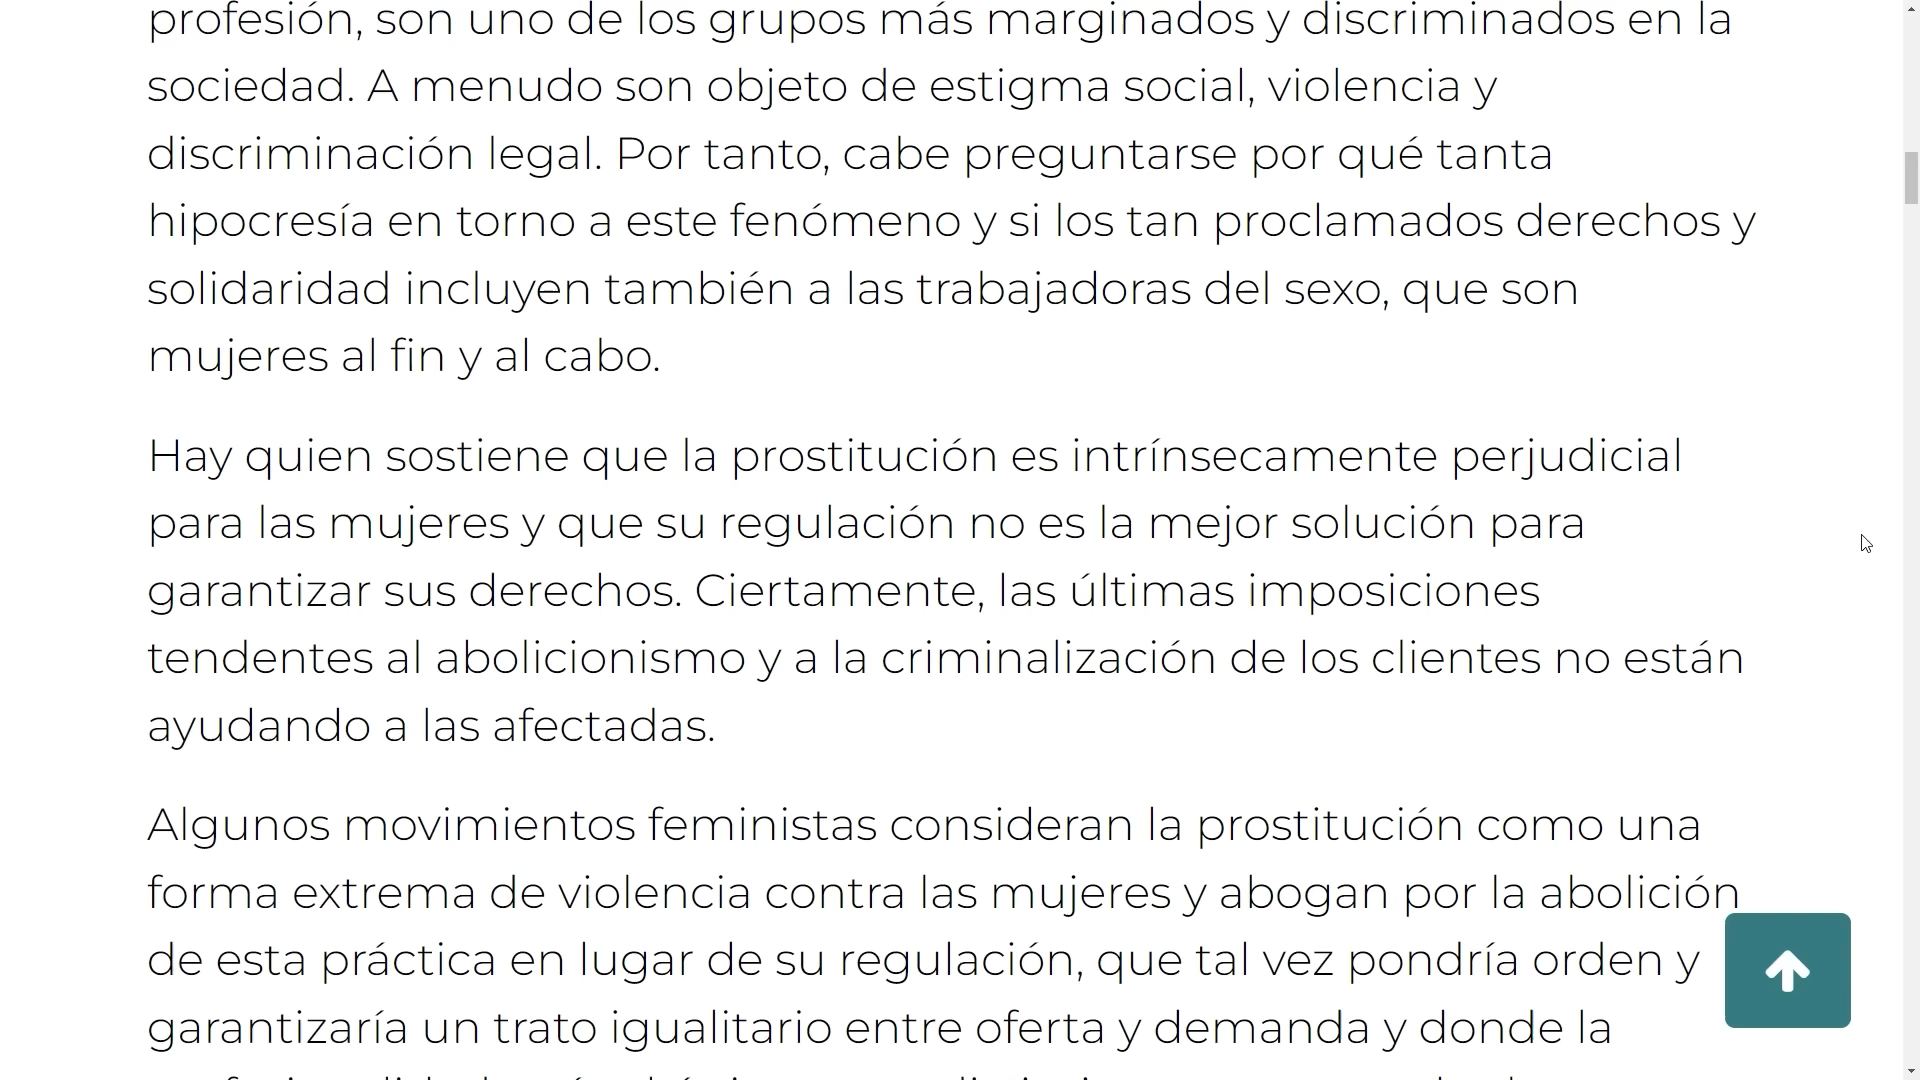 profesión, son uno de los grupos más marginados y discriminados en la
sociedad. A menudo son objeto de estigma social, violencia y
discriminación legal. Por tanto, cabe preguntarse por qué tanta
hipocresía en torno a este fenómeno y si los tan proclamados derechos y
solidaridad incluyen también a las trabajadoras del sexo, que son
mujeres al fin y al cabo.
Hay quien sostiene que la prostitución es intrínsecamente perjudicial
para las mujeres y que su regulación no es la mejor solución para
garantizar sus derechos. Ciertamente, las últimas imposiciones
tendentes al abolicionismo y a la criminalización de los clientes no están
ayudando a las afectadas.
Algunos movimientos feministas consideran la prostitución como una
forma extrema de violencia contra las mujeres y abogan por la abolición
de esta práctica en lugar de su regulación, que tal vez pondría orden y
garantizaría un trato igualitario entre oferta y demanda y donde la